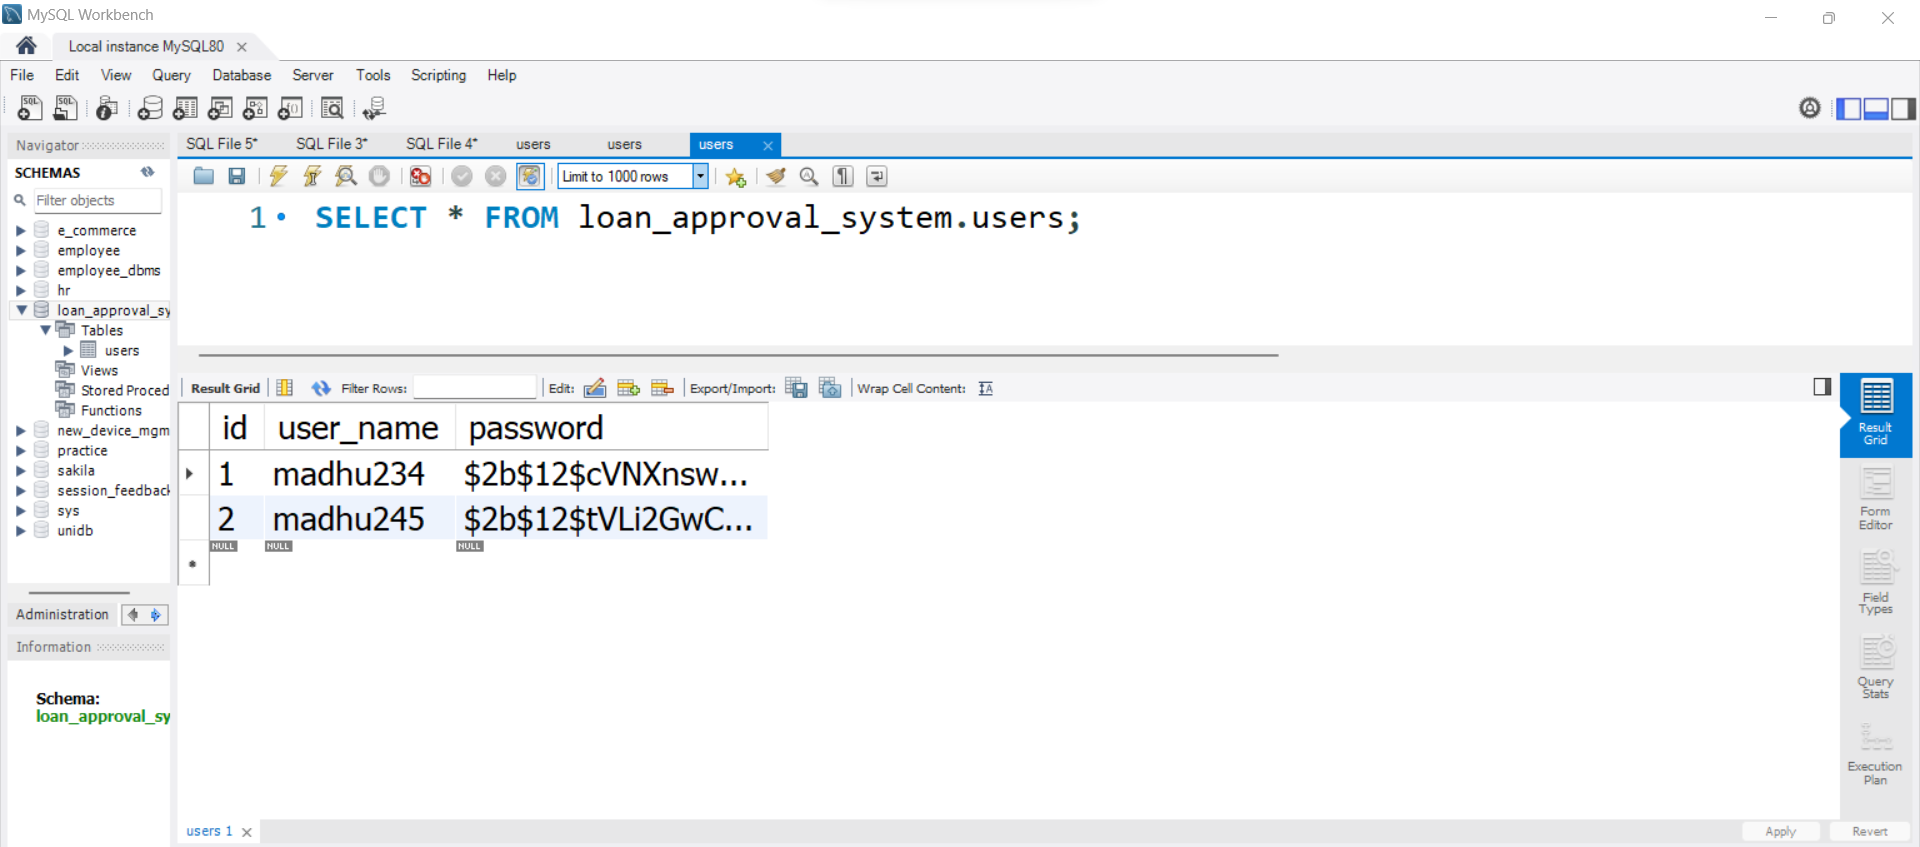 MySQL Workbench
Local instance MySQL80
File Edit View Query Database Server Tools Scripting Help
Navigator
SCHEMAS
Filter objects
e_commerce
employee
employee_dbms
hr
loan_approval_sy
Tables
users
Views
Stored Proced
Functions
new_device_mgm
practice
sakila
session_feedback
sys
unidb
Administration
Information
Schema:
loan_approval_sy
SQL File 5* SQL File 3* SQL File 4* users users users
Limit to 1000 rows
1 SELECT * FROM loan_approval_system.users;
Result Grid Filter Rows: Edit: Export/Import: Wrap Cell Content:
id user_name password
1 madhu234 $2b$12$cVNXnsw...
2 madhu245 $2b$12$tVLi2GwC...
NULL NULL NULL
Result
Grid
Form
Editor
Field
Types
Query
Stats
Execution
Plan
users 1
Apply Revert